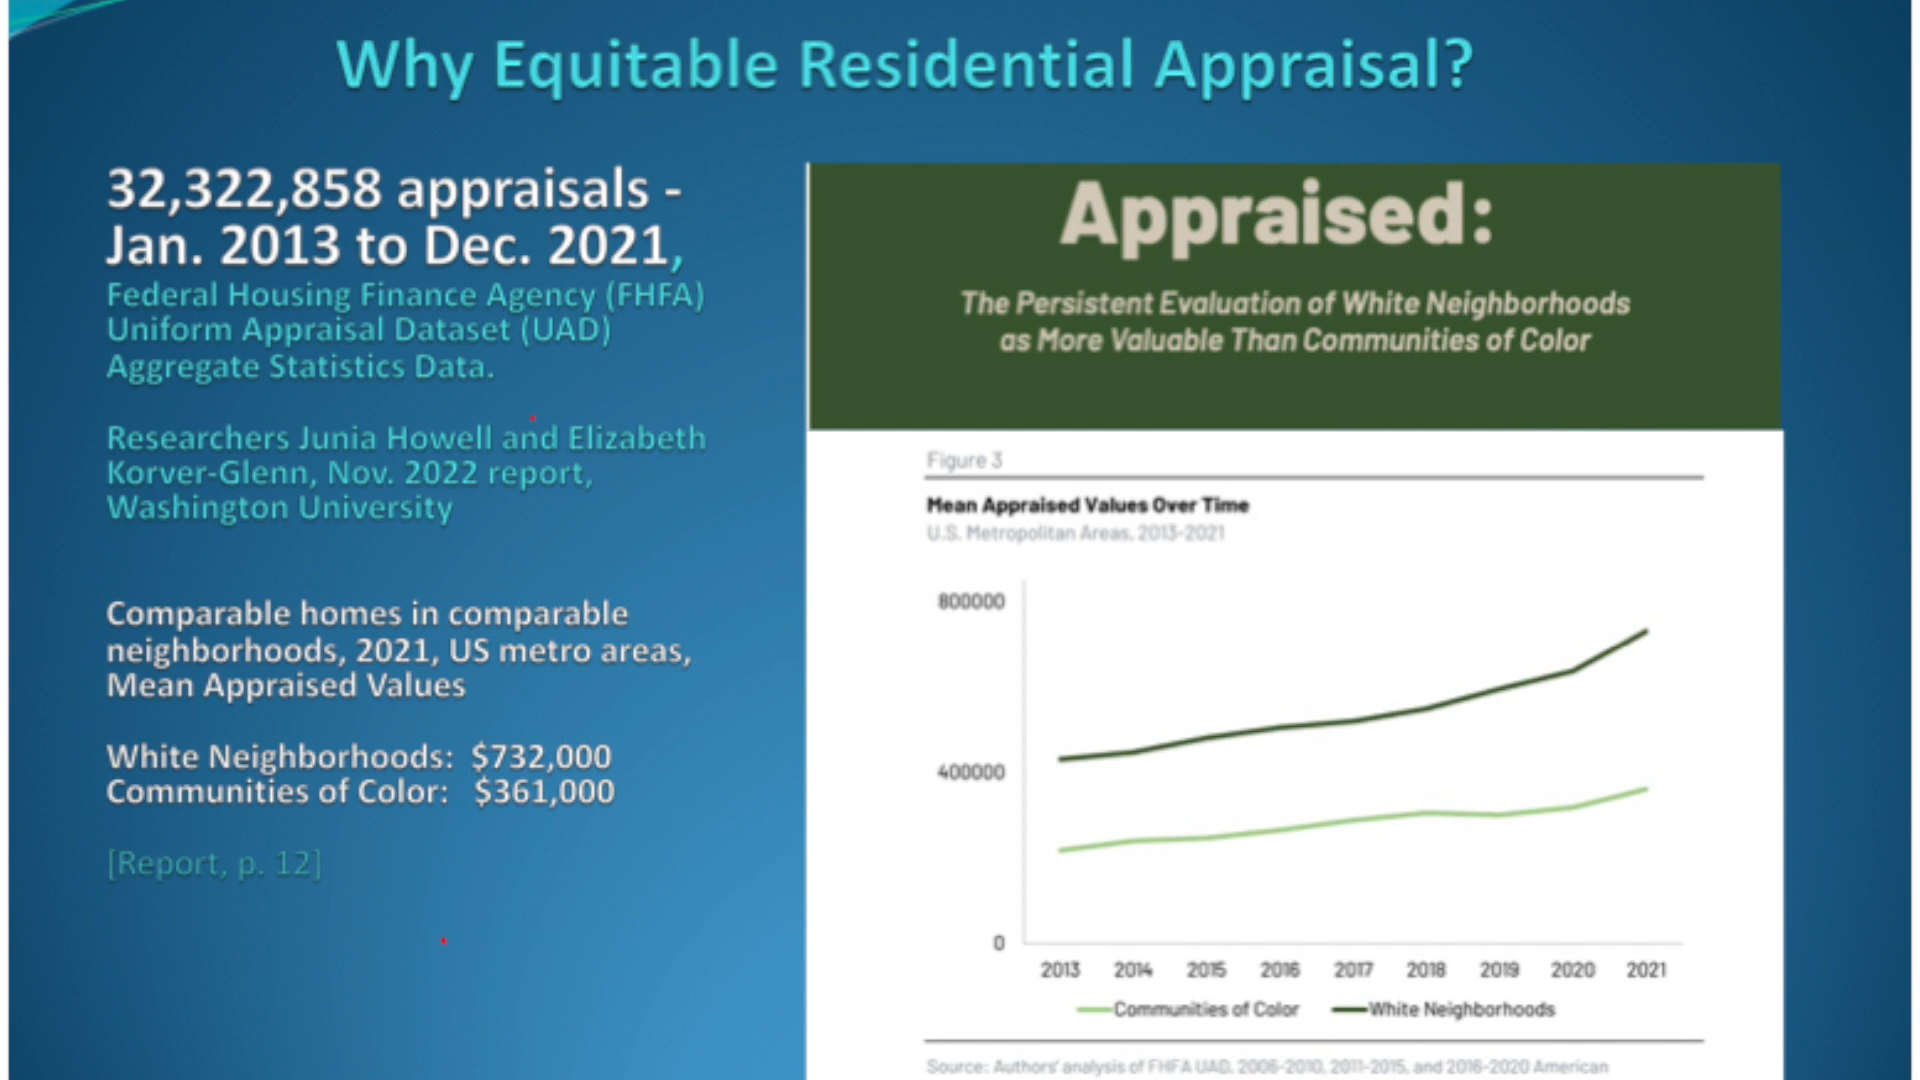 Why Equitable Residential Appraisal?
32,322,858 appraisals -
Jan. 2013 to Dec. 2021,
Federal Housing Finance Agency (FHFA)
Uniform Appraisal Dataset (UAD)
Aggregate Statistics Data.
Researchers Junia Howell and Elizabeth
Korver-Glenn, Nov. 2022 report,
Washington University
Comparable homes in comparable
neighborhoods, 2021, US metro areas,
Mean Appraised Values
White Neighborhoods: $732,000
Communities of Color: $361,000
[Report, p. 12]
Appraised:
The Persistent Evaluation of White Neighborhoods
as More Valuable Than Communities of Color
Figure 3
Mean Appraised Values Over Time
U.S. Metropolitan Areas, 2013-2021
800000
400000
0
2013 2014 2015 2016 2017 2018 2019 2020 2021
Communities of Color White Neighborhoods
Source: Authors' analysis of FHFA UAD, 2006-2010, 2011-2015, and 2016-2020 American